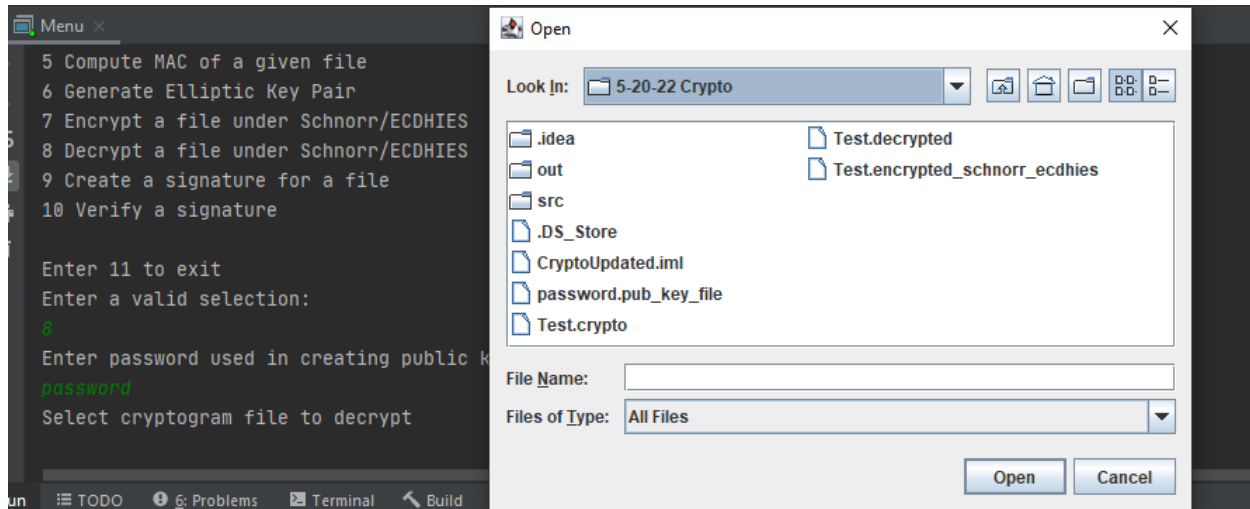 Menu
5 Compute MAC of a given file
6 Generate Elliptic Key Pair
7 Encrypt a file under Schnorr/ECDHIES
8 Decrypt a file under Schnorr/ECDHIES
9 Create a signature for a file
10 Verify a signature
Enter 11 to exit
Enter a valid selection:
8
Enter password used in creating public
password
Select cryptogram file to decrypt
TODO
6: Problems
Terminal
Build
Open
Look In:
5-20-22 Crypto
.idea
out
src
.DS_Store
CryptoUpdated.iml
password.pub_key_file
Test.crypto
Test.decrypted
Test.encrypted_schnorr_ecdhies
File Name:
Files of Type:
All Files
Open
Cancel